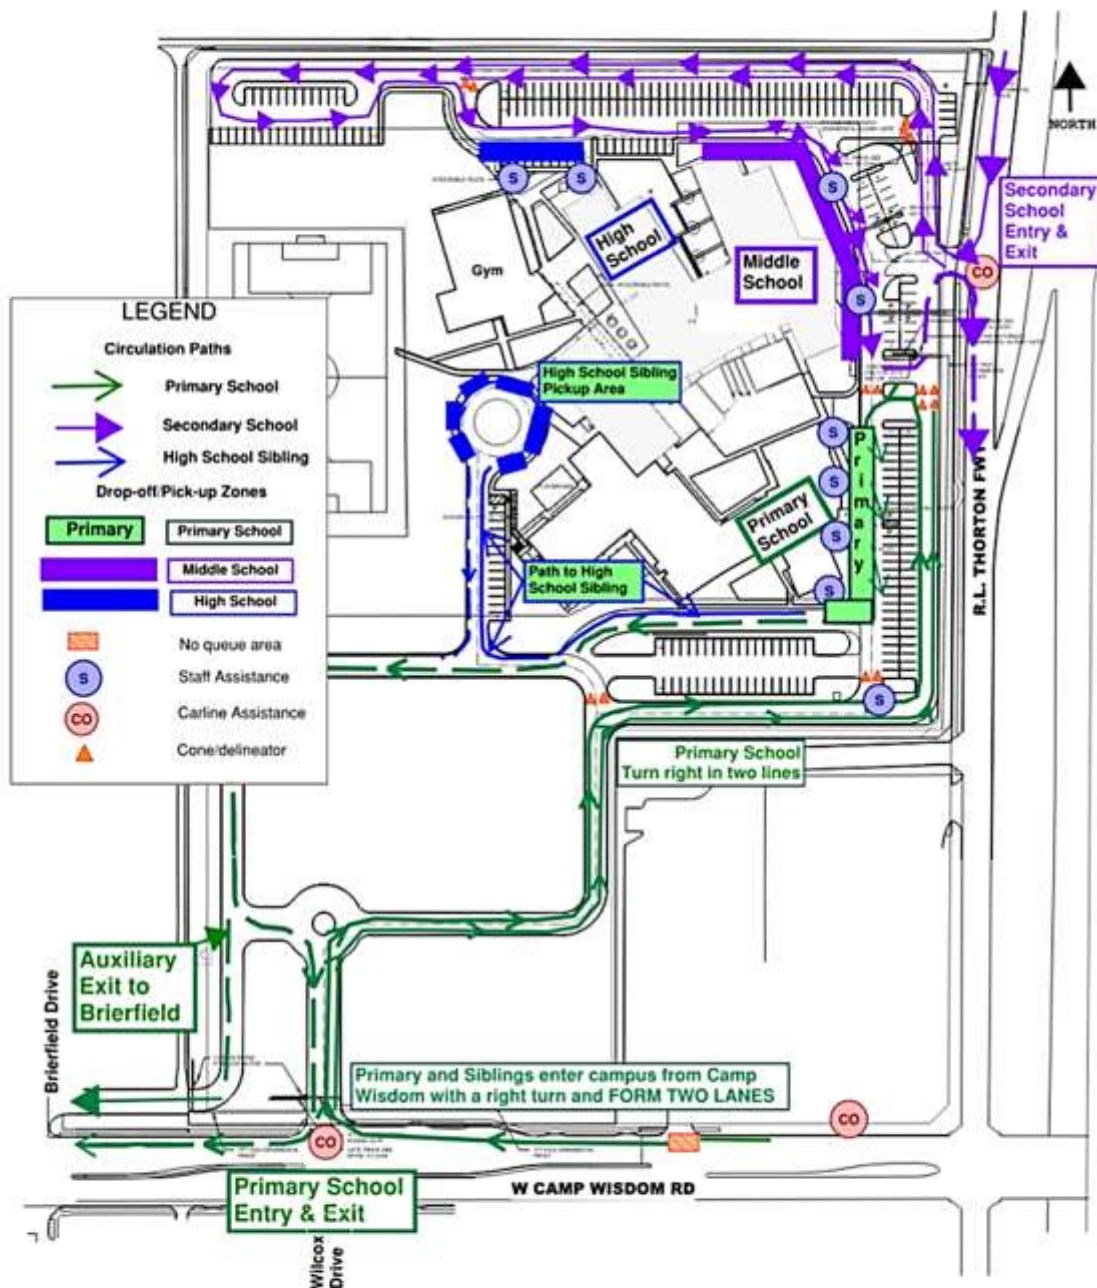 NORTH
Secondary
School
Entry &
Exit
CO
S
S
S
High
School
Middle
School
Gym
S
LEGEND
Circulation Paths
Primary School
Secondary School
High School Sibling
Drop-off/Pick-up Zones
Primary
Primary School
Middle School
High School
No queue area
S
Staff Assistance
CO
Carline Assistance
Cone/delineator
High School Sibling
Pickup Area
S
S
S
S
Primary
Primary
School
R.L. THORTON FWY
Path to High
School Sibling
S
Primary School
Turn right in two lines
Auxiliary
Exit to
Brierfield
Brierfield Drive
Primary and Siblings enter campus from Camp
Wisdom with a right turn and FORM TWO LANES
CO
CO
W CAMP WISDOM RD
Primary School
Entry & Exit
Wilcox
Drive